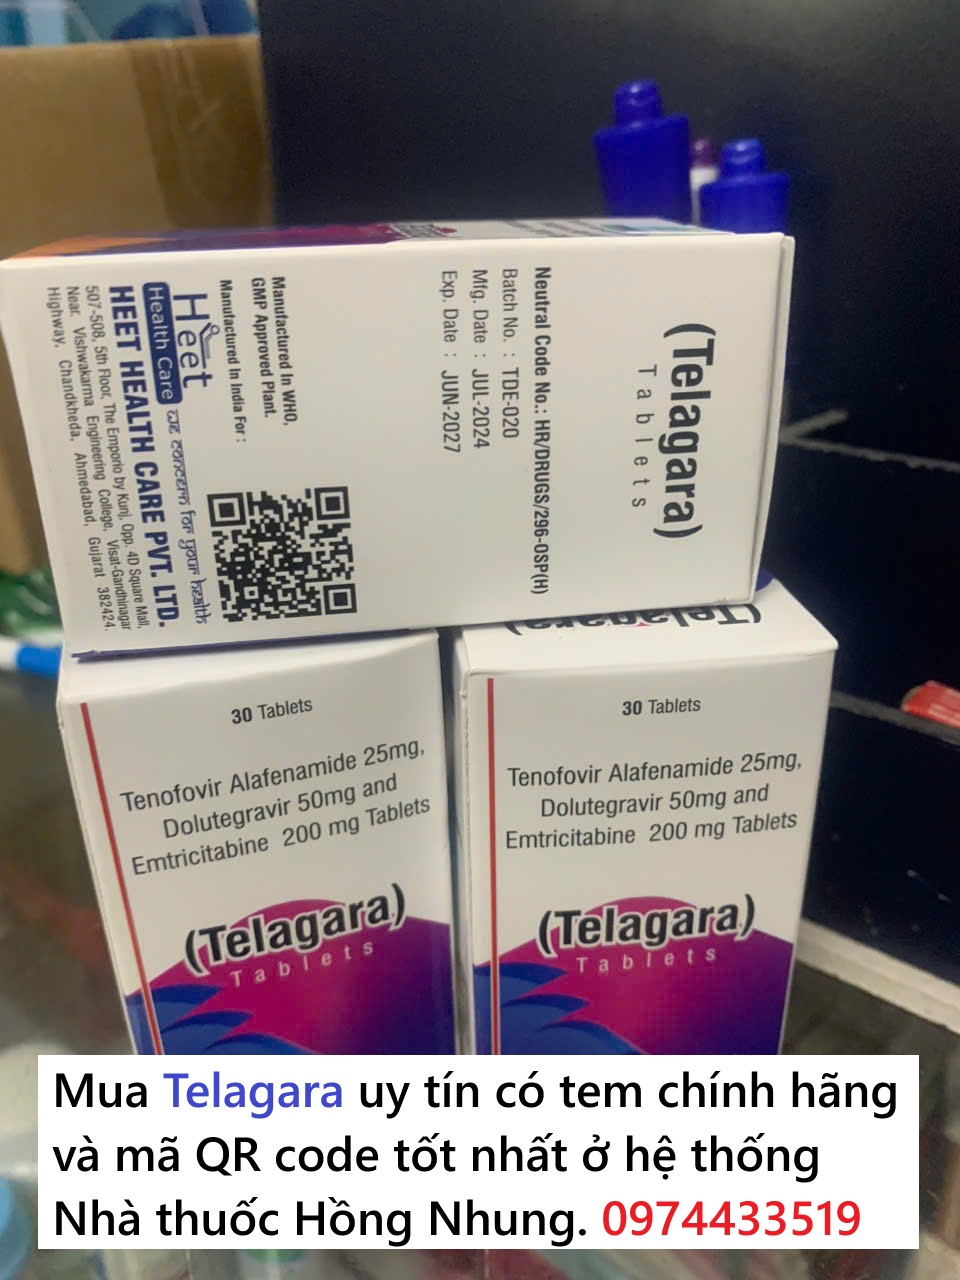 (Telagara)
Tablets
Neutral Code No.: HR/DRUGS/296-OSP(H)
Batch No. : TDE-020
Mfg. Date : JUL-2024
Exp. Date : JUN-2027
Manufactured In WHO,
GMP Approved Plant.
Manufactured In India For :
Heet
Health Care we concern for your health
HEET HEALTH CARE PVT. LTD.
507-508, 5th Floor, The Emporio by Kunj, Opp. 4D Square Mall,
Near. Vishwakarma Engineering College, Visat-Gandhinagar
Highway, Chandkheda, Ahmedabad, Gujarat 382424.
(Telagara)
30 Tablets
Tenofovir Alafenamide 25mg,
Dolutegravir 50mg and
Emtricitabine 200 mg Tablets
(Telagara)
Tablets
30 Tablets
Tenofovir Alafenamide 25mg,
Dolutegravir 50mg and
Emtricitabine 200 mg Tablets
(Telagara)
Tablets
Mua Telagara uy tín có tem chính hãng
và mã QR code tốt nhất ở hệ thống
Nhà thuốc Hồng Nhung. 0974433519